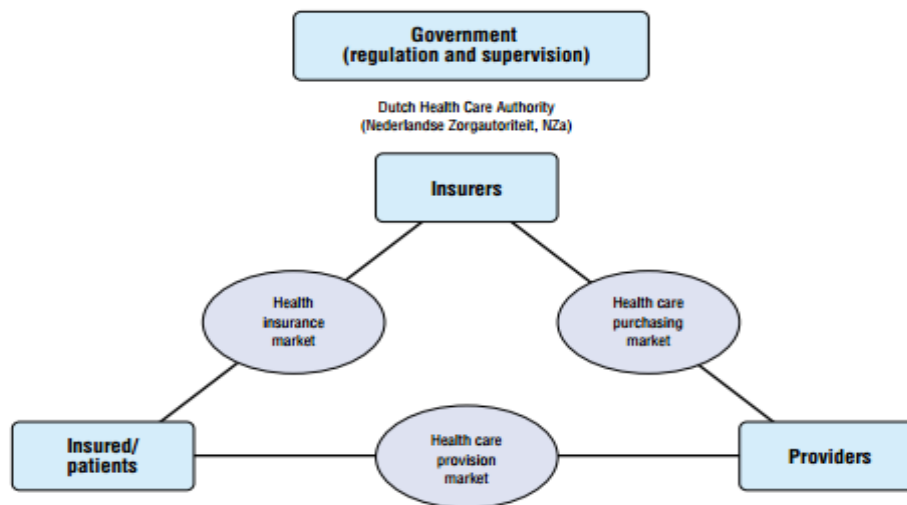 Government
(regulation and supervision)
Dutch Health Care Authority
(Nederlandse Zorgautoriteit, NZa)
Insurers
Health
insurance
market
Health care
purchasing
market
Insured/
patients
Health care
provision
market
Providers